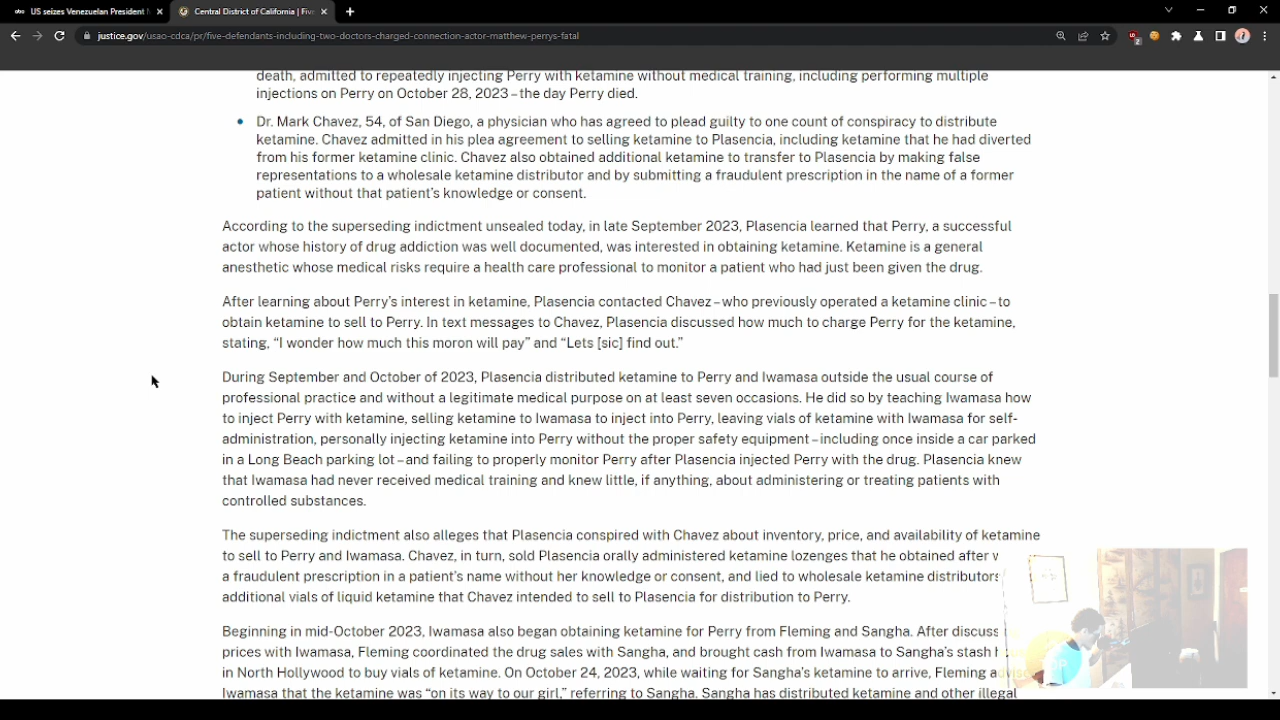 US seizes Venezuelan President
Central District of California | Five
justice.gov/usao-cdca/pr/five-defendants-including-two-doctors-charged-connection-actor-matthew-perrys-fatal
2
death, admitted to repeatedly injecting Perry with ketamine without medical training, including performing multiple
injections on Perry on October 28, 2023 – the day Perry died.
Dr. Mark Chavez, 54, of San Diego, a physician who has agreed to plead guilty to one count of conspiracy to distribute
ketamine. Chavez admitted in his plea agreement to selling ketamine to Plasencia, including ketamine that he had diverted
from his former ketamine clinic. Chavez also obtained additional ketamine to transfer to Plasencia by making false
representations to a wholesale ketamine distributor and by submitting a fraudulent prescription in the name of a former
patient without that patient's knowledge or consent.
According to the superseding indictment unsealed today, in late September 2023, Plasencia learned that Perry, a successful
actor whose history of drug addiction was well documented, was interested in obtaining ketamine. Ketamine is a general
anesthetic whose medical risks require a health care professional to monitor a patient who had just been given the drug.
After learning about Perry's interest in ketamine, Plasencia contacted Chavez – who previously operated a ketamine clinic – to
obtain ketamine to sell to Perry. In text messages to Chavez, Plasencia discussed how much to charge Perry for the ketamine,
stating, “I wonder how much this moron will pay” and “Lets [sic] find out.”
During September and October of 2023, Plasencia distributed ketamine to Perry and Iwamasa outside the usual course of
professional practice and without a legitimate medical purpose on at least seven occasions. He did so by teaching Iwamasa how
to inject Perry with ketamine, selling ketamine to Iwamasa to inject into Perry, leaving vials of ketamine with Iwamasa for self-
administration, personally injecting ketamine into Perry without the proper safety equipment – including once inside a car parked
in a Long Beach parking lot – and failing to properly monitor Perry after Plasencia injected Perry with the drug. Plasencia knew
that Iwamasa had never received medical training and knew little, if anything, about administering or treating patients with
controlled substances.
The superseding indictment also alleges that Plasencia conspired with Chavez about inventory, price, and availability of ketamine
to sell to Perry and Iwamasa. Chavez, in turn, sold Plasencia orally administered ketamine lozenges that he obtained after
a fraudulent prescription in a patient's name without her knowledge or consent, and lied to wholesale ketamine distributors
additional vials of liquid ketamine that Chavez intended to sell to Plasencia for distribution to Perry.
Beginning in mid-October 2023, Iwamasa also began obtaining ketamine for Perry from Fleming and Sangha. After discuss
prices with Iwamasa, Fleming coordinated the drug sales with Sangha, and brought cash from Iwamasa to Sangha's stash
in North Hollywood to buy vials of ketamine. On October 24, 2023, while waiting for Sangha's ketamine to arrive, Fleming
Iwamasa that the ketamine was “on its way to our girl,” referring to Sangha. Sangha has distributed ketamine and other illegal